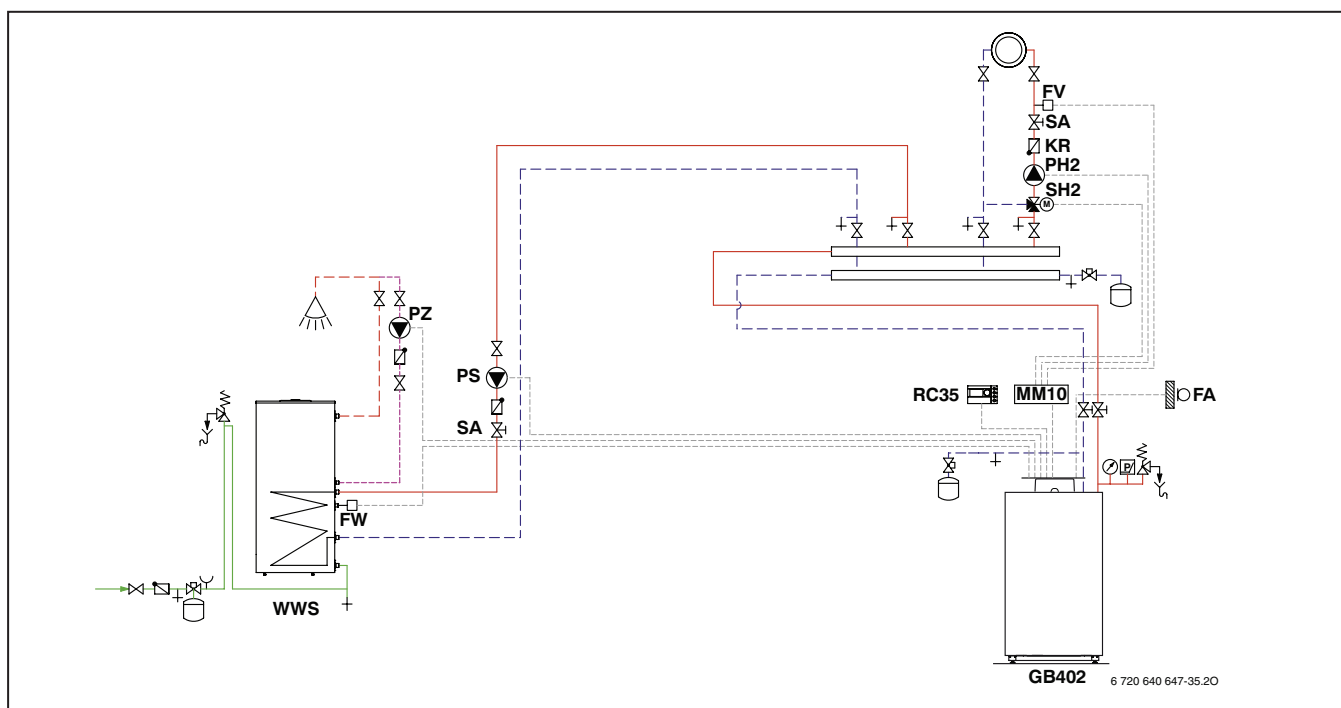 FV
SA
KR
PH2
SH2
M
PZ
PS
SA
RC35
MM10
FA
P
FW
WWS
GB402
6 720 640 647-35.2O